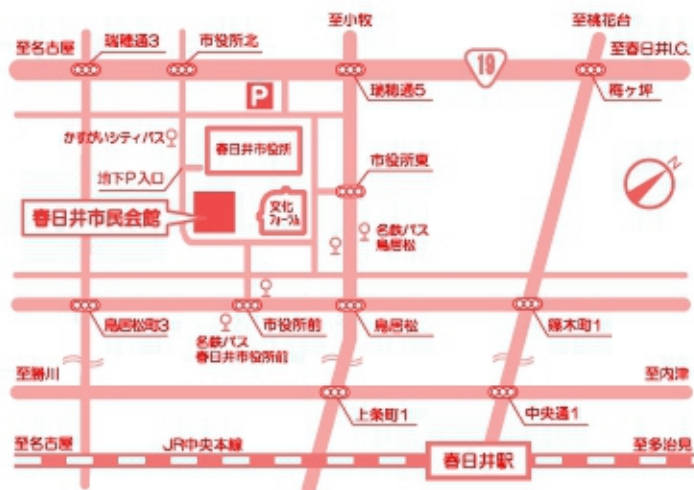 至小牧
至桃花台
至名古屋
瑞穂通3
市役所北
19
至春日井I.C.
P
瑞穂通5
梅ヶ坪
かすがいシティバス
春日井市役所
市役所東
N
地下P入口
春日井市民会館
文化
フォーラム
名鉄バス
鳥居松
鳥居松町3
市役所前
鳥居松
篠木町1
名鉄バス
春日井市役所前
至勝川
至内津
上条町1
中央通1
至名古屋
JR中央本線
春日井駅
至多治見